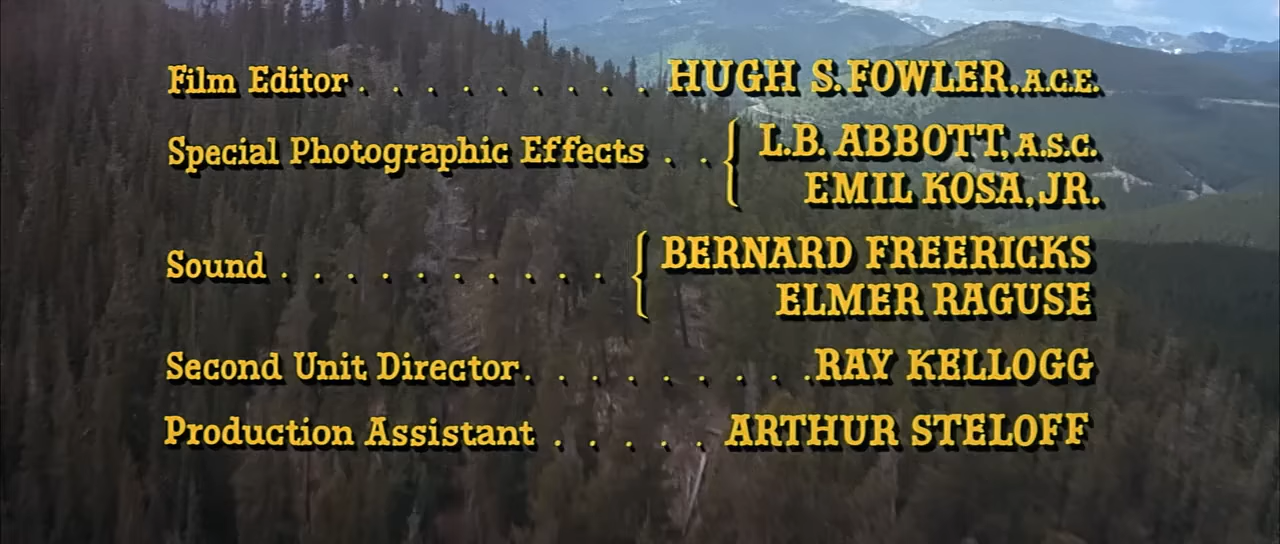 Film Editor . . . . . . . . . HUGH S. FOWLER, A.C.E.
Special Photographic Effects . . { L.B. ABBOTT, A.S.C.
EMIL KOSA, JR.
Sound . . . . . . . . . . { BERNARD FREERICKS
ELMER RAGUSE
Second Unit Director . . . . . . . . . RAY KELLOGG
Production Assistant . . . . . ARTHUR STELOFF